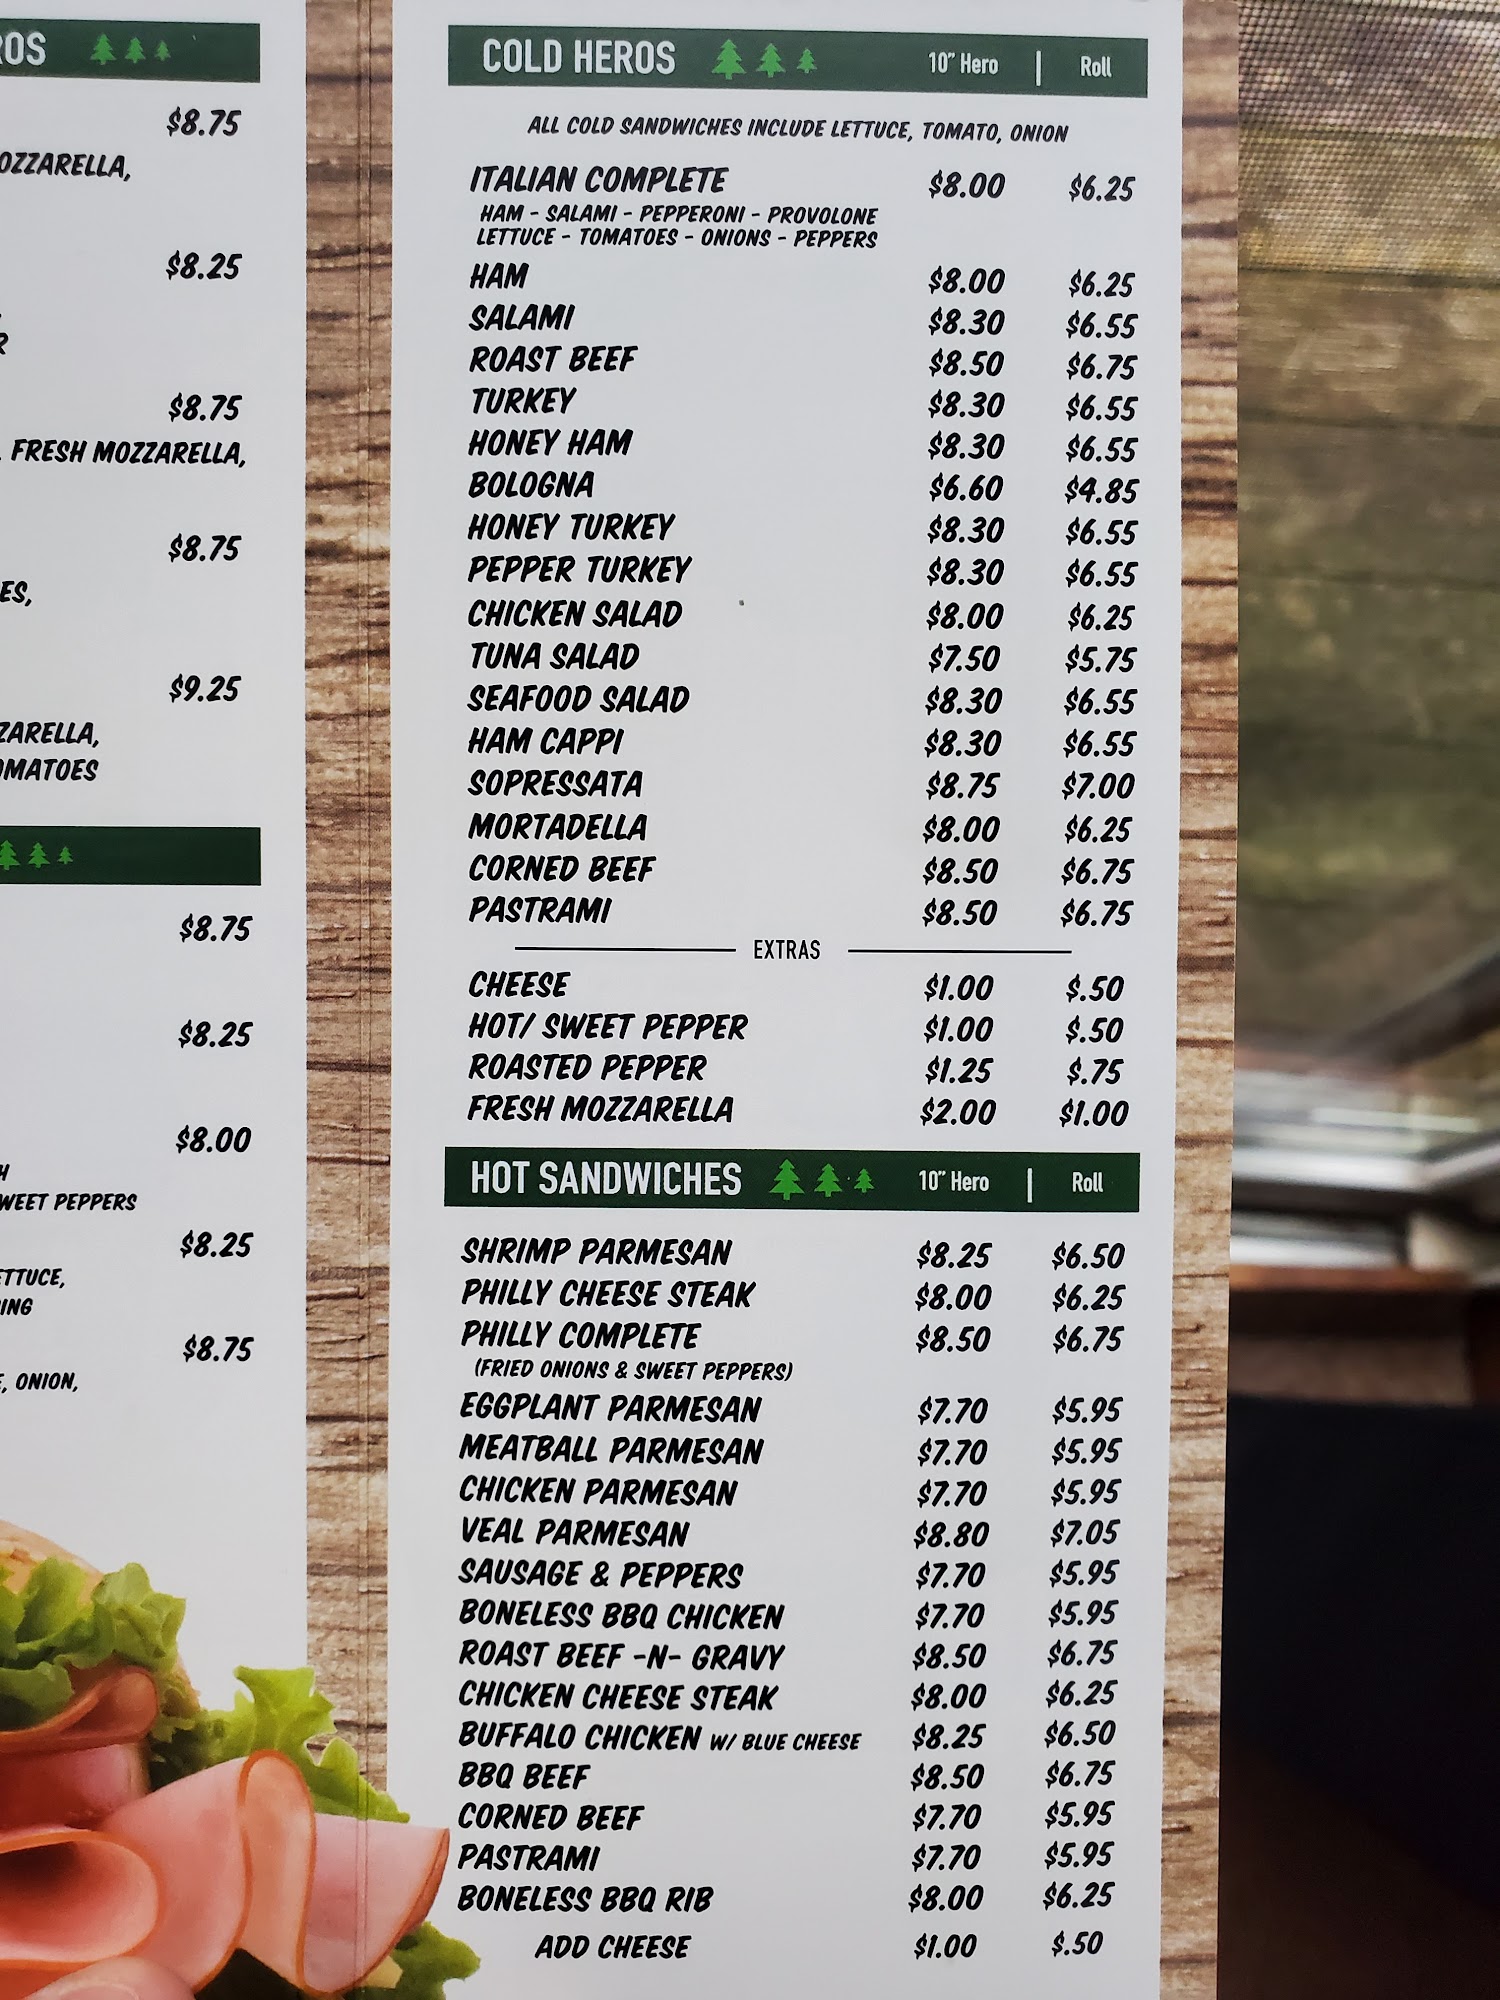 $8.75
$8.25
$8.75
FRESH MOZZARELLA,
$8.75
$9.25
$8.75
$8.25
$8.00
SWEET PEPPERS
$8.25
$8.75
, ONION,
COLD HEROS 10" Hero | Roll
ALL COLD SANDWICHES INCLUDE LETTUCE, TOMATO, ONION
ITALIAN COMPLETE $8.00 $6.25
HAM - SALAMI - PEPPERONI - PROVOLONE
LETTUCE - TOMATOES - ONIONS - PEPPERS
HAM $8.00 $6.25
SALAMI $8.30 $6.55
ROAST BEEF $8.50 $6.75
TURKEY $8.30 $6.55
HONEY HAM $8.30 $6.55
BOLOGNA $6.60 $4.85
HONEY TURKEY $8.30 $6.55
PEPPER TURKEY $8.30 $6.55
CHICKEN SALAD $8.00 $6.25
TUNA SALAD $7.50 $5.75
SEAFOOD SALAD $8.30 $6.55
HAM CAPPI $8.30 $6.55
SOPRESSATA $8.75 $7.00
MORTADELLA $8.00 $6.25
CORNED BEEF $8.50 $6.75
PASTRAMI $8.50 $6.75
EXTRAS
CHEESE $1.00 $.50
HOT/ SWEET PEPPER $1.00 $.50
ROASTED PEPPER $1.25 $.75
FRESH MOZZARELLA $2.00 $1.00
HOT SANDWICHES 10" Hero | Roll
SHRIMP PARMESAN $8.25 $6.50
PHILLY CHEESE STEAK $8.00 $6.25
PHILLY COMPLETE $8.50 $6.75
(FRIED ONIONS & SWEET PEPPERS)
EGGPLANT PARMESAN $7.70 $5.95
MEATBALL PARMESAN $7.70 $5.95
CHICKEN PARMESAN $7.70 $5.95
VEAL PARMESAN $8.80 $7.05
SAUSAGE & PEPPERS $7.70 $5.95
BONELESS BBQ CHICKEN $7.70 $5.95
ROAST BEEF -N- GRAVY $8.50 $6.75
CHICKEN CHEESE STEAK $8.00 $6.25
BUFFALO CHICKEN W/ BLUE CHEESE $8.25 $6.50
BBQ BEEF $8.50 $6.75
CORNED BEEF $7.70 $5.95
PASTRAMI $7.70 $5.95
BONELESS BBQ RIB $8.00 $6.25
ADD CHEESE $1.00 $.50